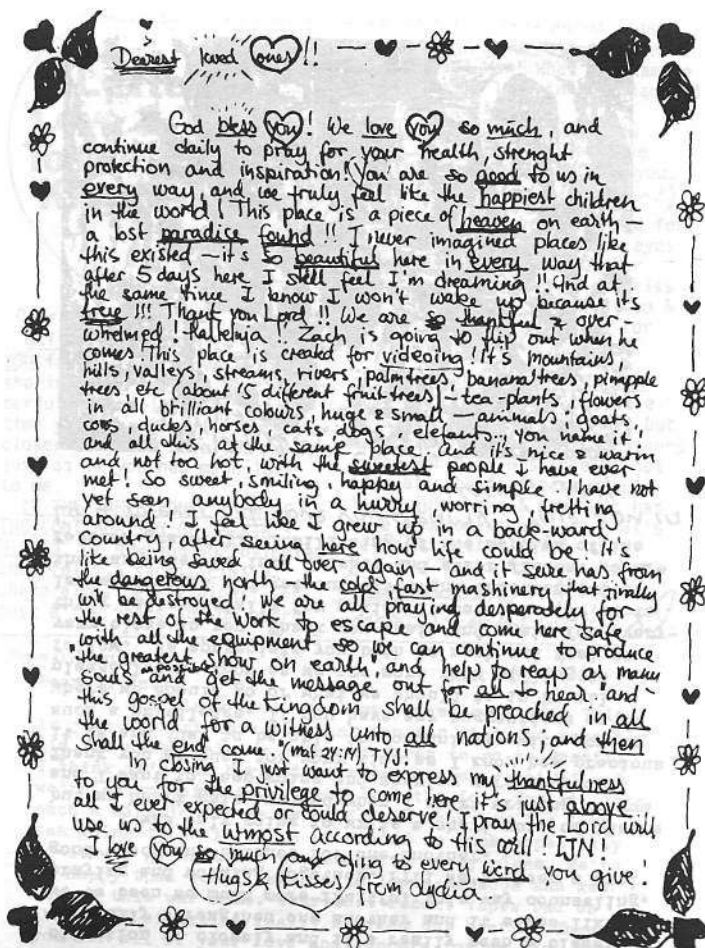 Dearest loved ones!!
God bless you! We love you so much, and
continue daily to pray for your health, strenght
protection and inspiration! You are so good to us in
every way, and we truly feel like the happiest children
in the world! This place is a piece of heaven on earth –
a lost paradise found!! I never imagined places like
this existed – it's so beautiful here in every way that
after 5 days here I still feel I'm dreaming!! And at
the same time I know I won't wake up because its
true!!! Thank you Lord!! We are so thankful & over-
whelmed! Halleluja! Zach is going to flip out when he
comes! This place is created for videoing! It's mountains,
hills, valleys, streams, rivers, palmtrees, banana trees, pinapple
trees, etc (about 15 different fruit trees) – tea-plants, flowers
in all brilliant colours, huge & small – animals: goats,
cows, ducks, horses, cats, dogs, elefants... you name it!
and all this at the same place. And it's nice & warm
and not too hot, with the sweetest people I have ever
met! So sweet, smiling, happy and simple. I have not
yet seen anybody in a hurry, worring, fretting
around! I feel like I grew up in a back-ward
country, after seeing here how life could be! It's
like being saved all over again – and it sure has from
the dangerous north – the cold, fast mashinery that finally
will be destroyed! We are all praying desperately for
the rest of the Work to escape and come here safe
with all the equipment so we can continue to produce
"the greatest show on earth", and help to reap as many
souls as possible and get the message out for all to hear "and
this gospel of the Kingdom shall be preached in all
the world for a witness unto all nations, and then
shall the end come." (mat 24:14) TYJ!
In closing I just want to express my thankfulness
to you for the privilege to come here, it's just above
all I ever expected or could deserve! I pray the Lord will
use us to the utmost according to His will! IJN!
I love you so much and cling to every word you give!
Hugs & Kisses from Lydia